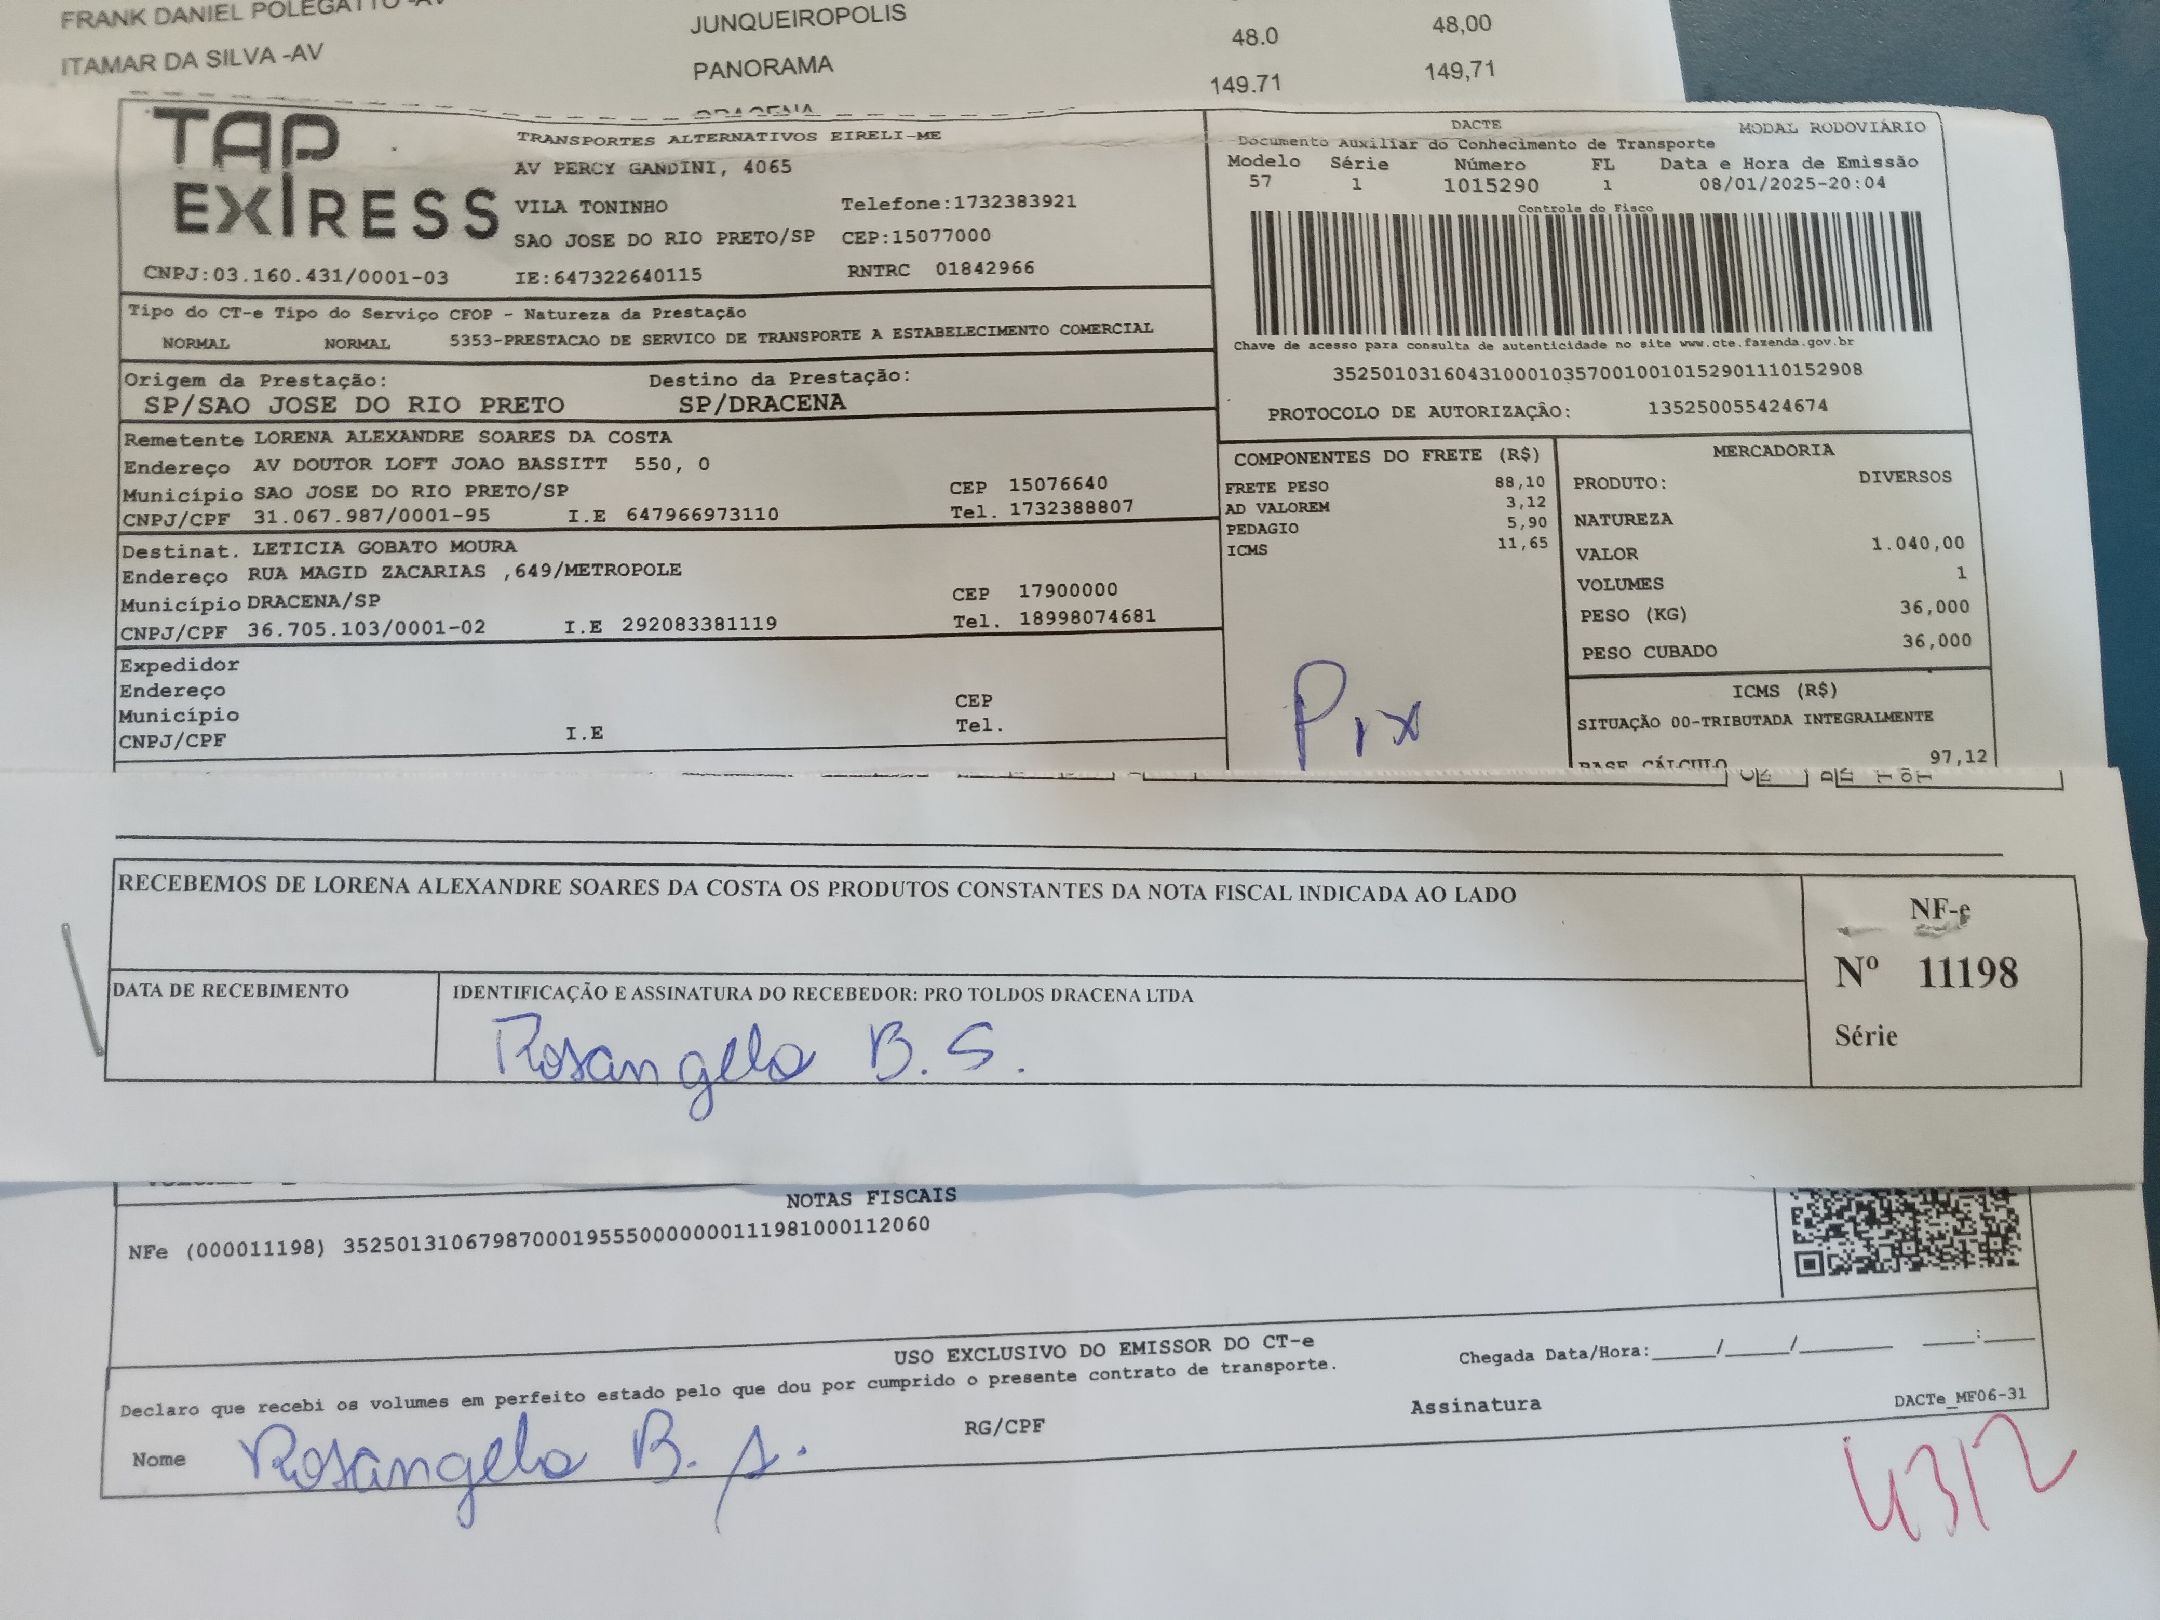 FRANK DANIEL POLEGATTO -AV JUNQUEIROPOLIS 48.0 48,00
ITAMAR DA SILVA -AV PANORAMA 149.71 149,71
DRACENA
TAP EXPRESS
TRANSPORTES ALTERNATIVOS EIRELI-ME
AV PERCY GANDINI, 4065
VILA TONINHO Telefone:1732383921
SAO JOSE DO RIO PRETO/SP CEP:15077000
CNPJ:03.160.431/0001-03 IE:647322640115 RNTRC 01842966
DACTE MODAL RODOVIÁRIO
Documento Auxiliar do Conhecimento de Transporte
Modelo Série Número FL Data e Hora de Emissão
57 1 1015290 1 08/01/2025-20:04
Controle do Fisco
Chave de acesso para consulta de autenticidade no site www.cte.fazenda.gov.br
35250103160431000103570010010152901110152908
PROTOCOLO DE AUTORIZAÇÃO: 135250055424674
Tipo do CT-e Tipo do Serviço CFOP - Natureza da Prestação
NORMAL NORMAL 5353-PRESTACAO DE SERVICO DE TRANSPORTE A ESTABELECIMENTO COMERCIAL
Origem da Prestação: Destino da Prestação:
SP/SAO JOSE DO RIO PRETO SP/DRACENA
Remetente LORENA ALEXANDRE SOARES DA COSTA
Endereço AV DOUTOR LOFT JOAO BASSITT 550, 0
Município SAO JOSE DO RIO PRETO/SP CEP 15076640
CNPJ/CPF 31.067.987/0001-95 I.E 647966973110 Tel. 1732388807
Destinat. LETICIA GOBATO MOURA
Endereço RUA MAGID ZACARIAS ,649/METROPOLE
Município DRACENA/SP CEP 17900000
CNPJ/CPF 36.705.103/0001-02 I.E 292083381119 Tel. 18998074681
Expedidor
Endereço
Município CEP
CNPJ/CPF I.E Tel.
COMPONENTES DO FRETE (R$)
FRETE PESO 88,10
AD VALOREM 3,12
PEDAGIO 5,90
ICMS 11,65
Pix
MERCADORIA
PRODUTO: DIVERSOS
NATUREZA
VALOR 1.040,00
VOLUMES 1
PESO (KG) 36,000
PESO CUBADO 36,000
ICMS (R$)
SITUAÇÃO 00-TRIBUTADA INTEGRALMENTE
BASE CÁLCULO 97,12
RECEBEMOS DE LORENA ALEXANDRE SOARES DA COSTA OS PRODUTOS CONSTANTES DA NOTA FISCAL INDICADA AO LADO
NF-e
Nº 11198
Série
DATA DE RECEBIMENTO IDENTIFICAÇÃO E ASSINATURA DO RECEBEDOR: PRO TOLDOS DRACENA LTDA
Rosangela B. S.
NOTAS FISCAIS
NFe (000011198) 35250131067987000195550000000111981000112060
USO EXCLUSIVO DO EMISSOR DO CT-e
Declaro que recebi os volumes em perfeito estado pelo que dou por cumprido o presente contrato de transporte. Chegada Data/Hora:_____/_____/________ ____:____
Nome Rosangela B. S. RG/CPF Assinatura DACTe_MF06-31
4312